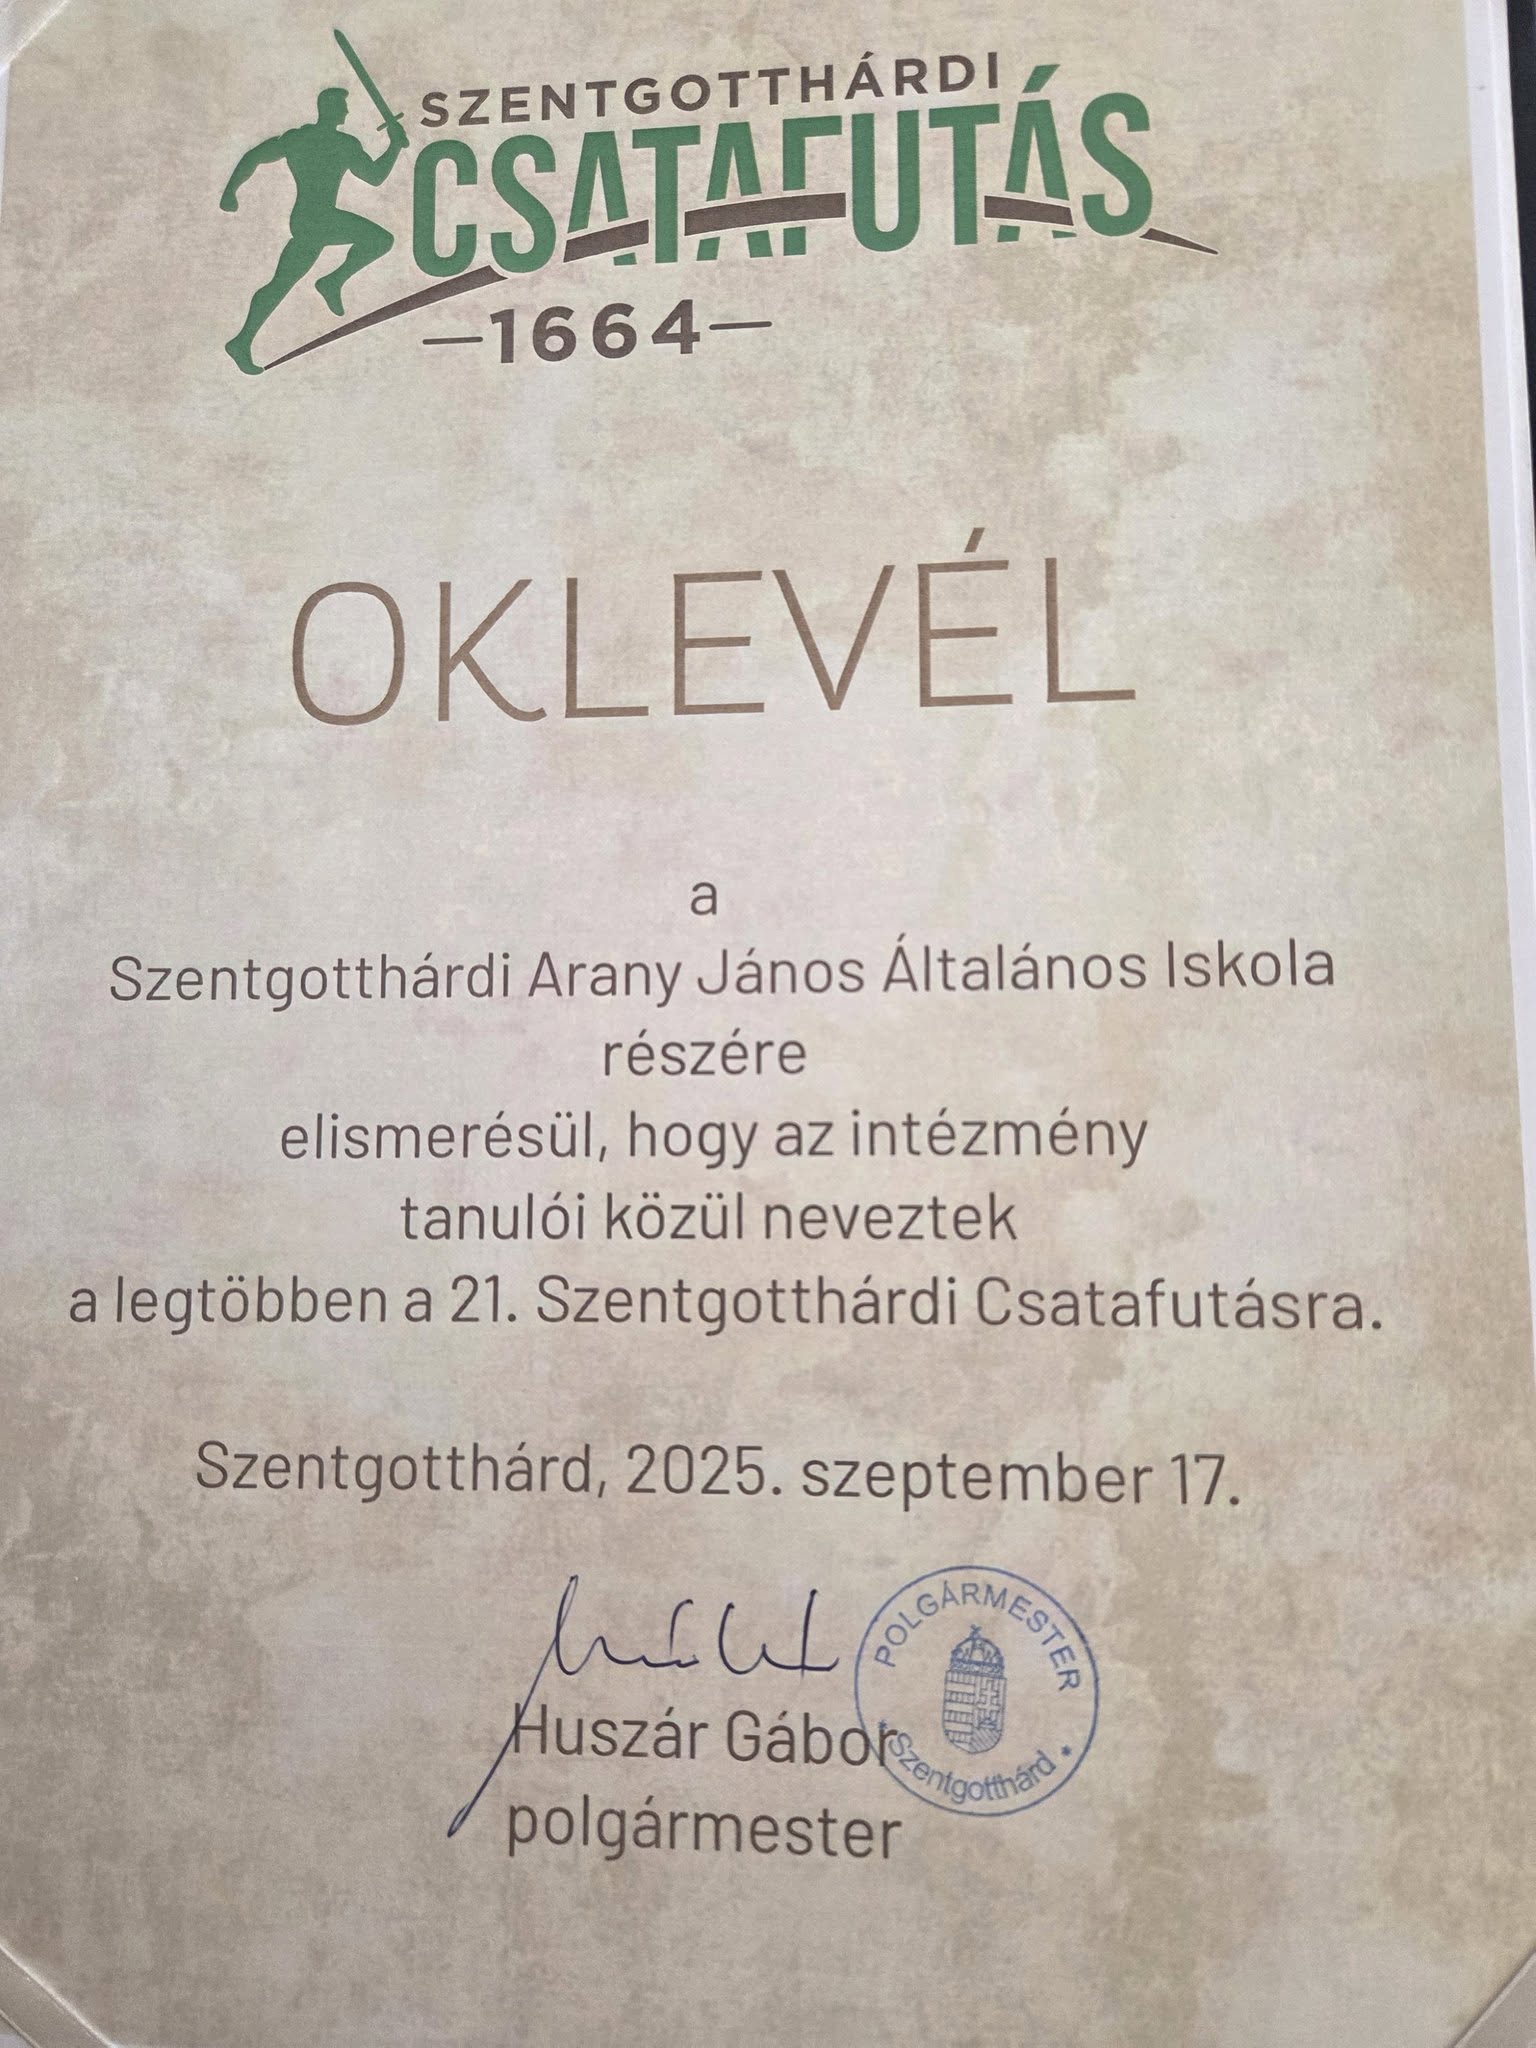 SZENTGOTTHÁRDI
CSATAFUTÁS
—1664—
OKLEVÉL
a
Szentgotthárdi Arany János Általános Iskola
részére
elismerésül, hogy az intézmény
tanulói közül neveztek
a legtöbben a 21. Szentgotthárdi Csatafutásra.
Szentgotthárd, 2025. szeptember 17.
Huszár Gábor
polgármester
POLGÁRMESTER
* Szentgotthárd *